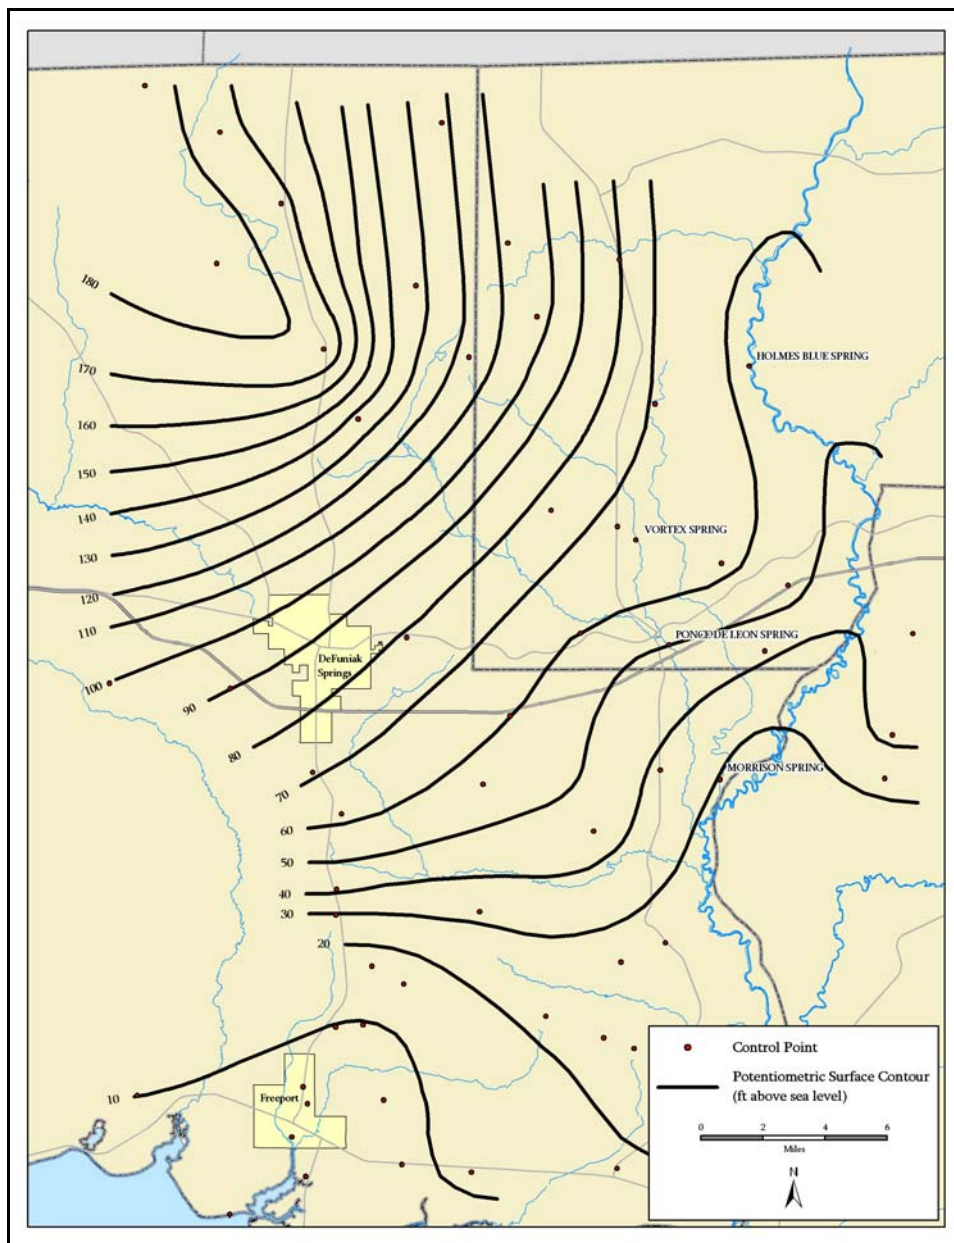 180
HOLMES BLUE SPRING
170
160
150
140
VORTEX SPRING
130
120
110
PONCE DE LEON SPRING
DeFuniak
Springs
100
90
80
MORRISON SPRING
70
60
50
40
30
20
Control Point
Potentiometric Surface Contour
(ft above sea level)
10
Freeport
0 2 4 6
Miles
N